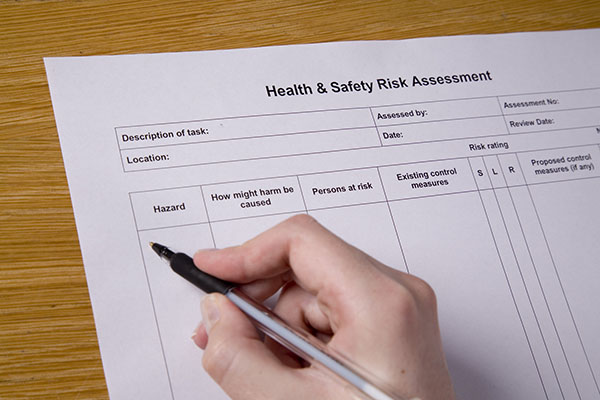 Health & Safety Risk Assessment
Description of task:
Assessed by:
Assessment No:
Location:
Date:
Review Date:
Risk rating
Hazard
How might harm be
caused
Persons at risk
Existing control
measures
S L R
Proposed control
measures (if any)